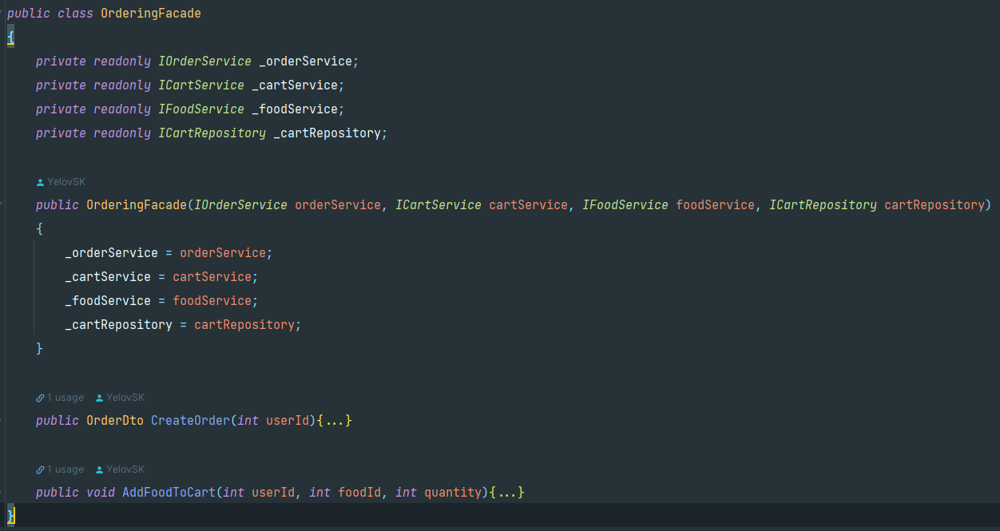 public class OrderingFacade
{
    private readonly IOrderService _orderService;
    private readonly ICartService _cartService;
    private readonly IFoodService _foodService;
    private readonly ICartRepository _cartRepository;
    YelovSK
    public OrderingFacade(IOrderService orderService, ICartService cartService, IFoodService foodService, ICartRepository cartRepository)
    {
        _orderService = orderService;
        _cartService = cartService;
        _foodService = foodService;
        _cartRepository = cartRepository;
    }
    1 usage YelovSK
    public OrderDto CreateOrder(int userId){...}
    1 usage YelovSK
    public void AddFoodToCart(int userId, int foodId, int quantity){...}
}